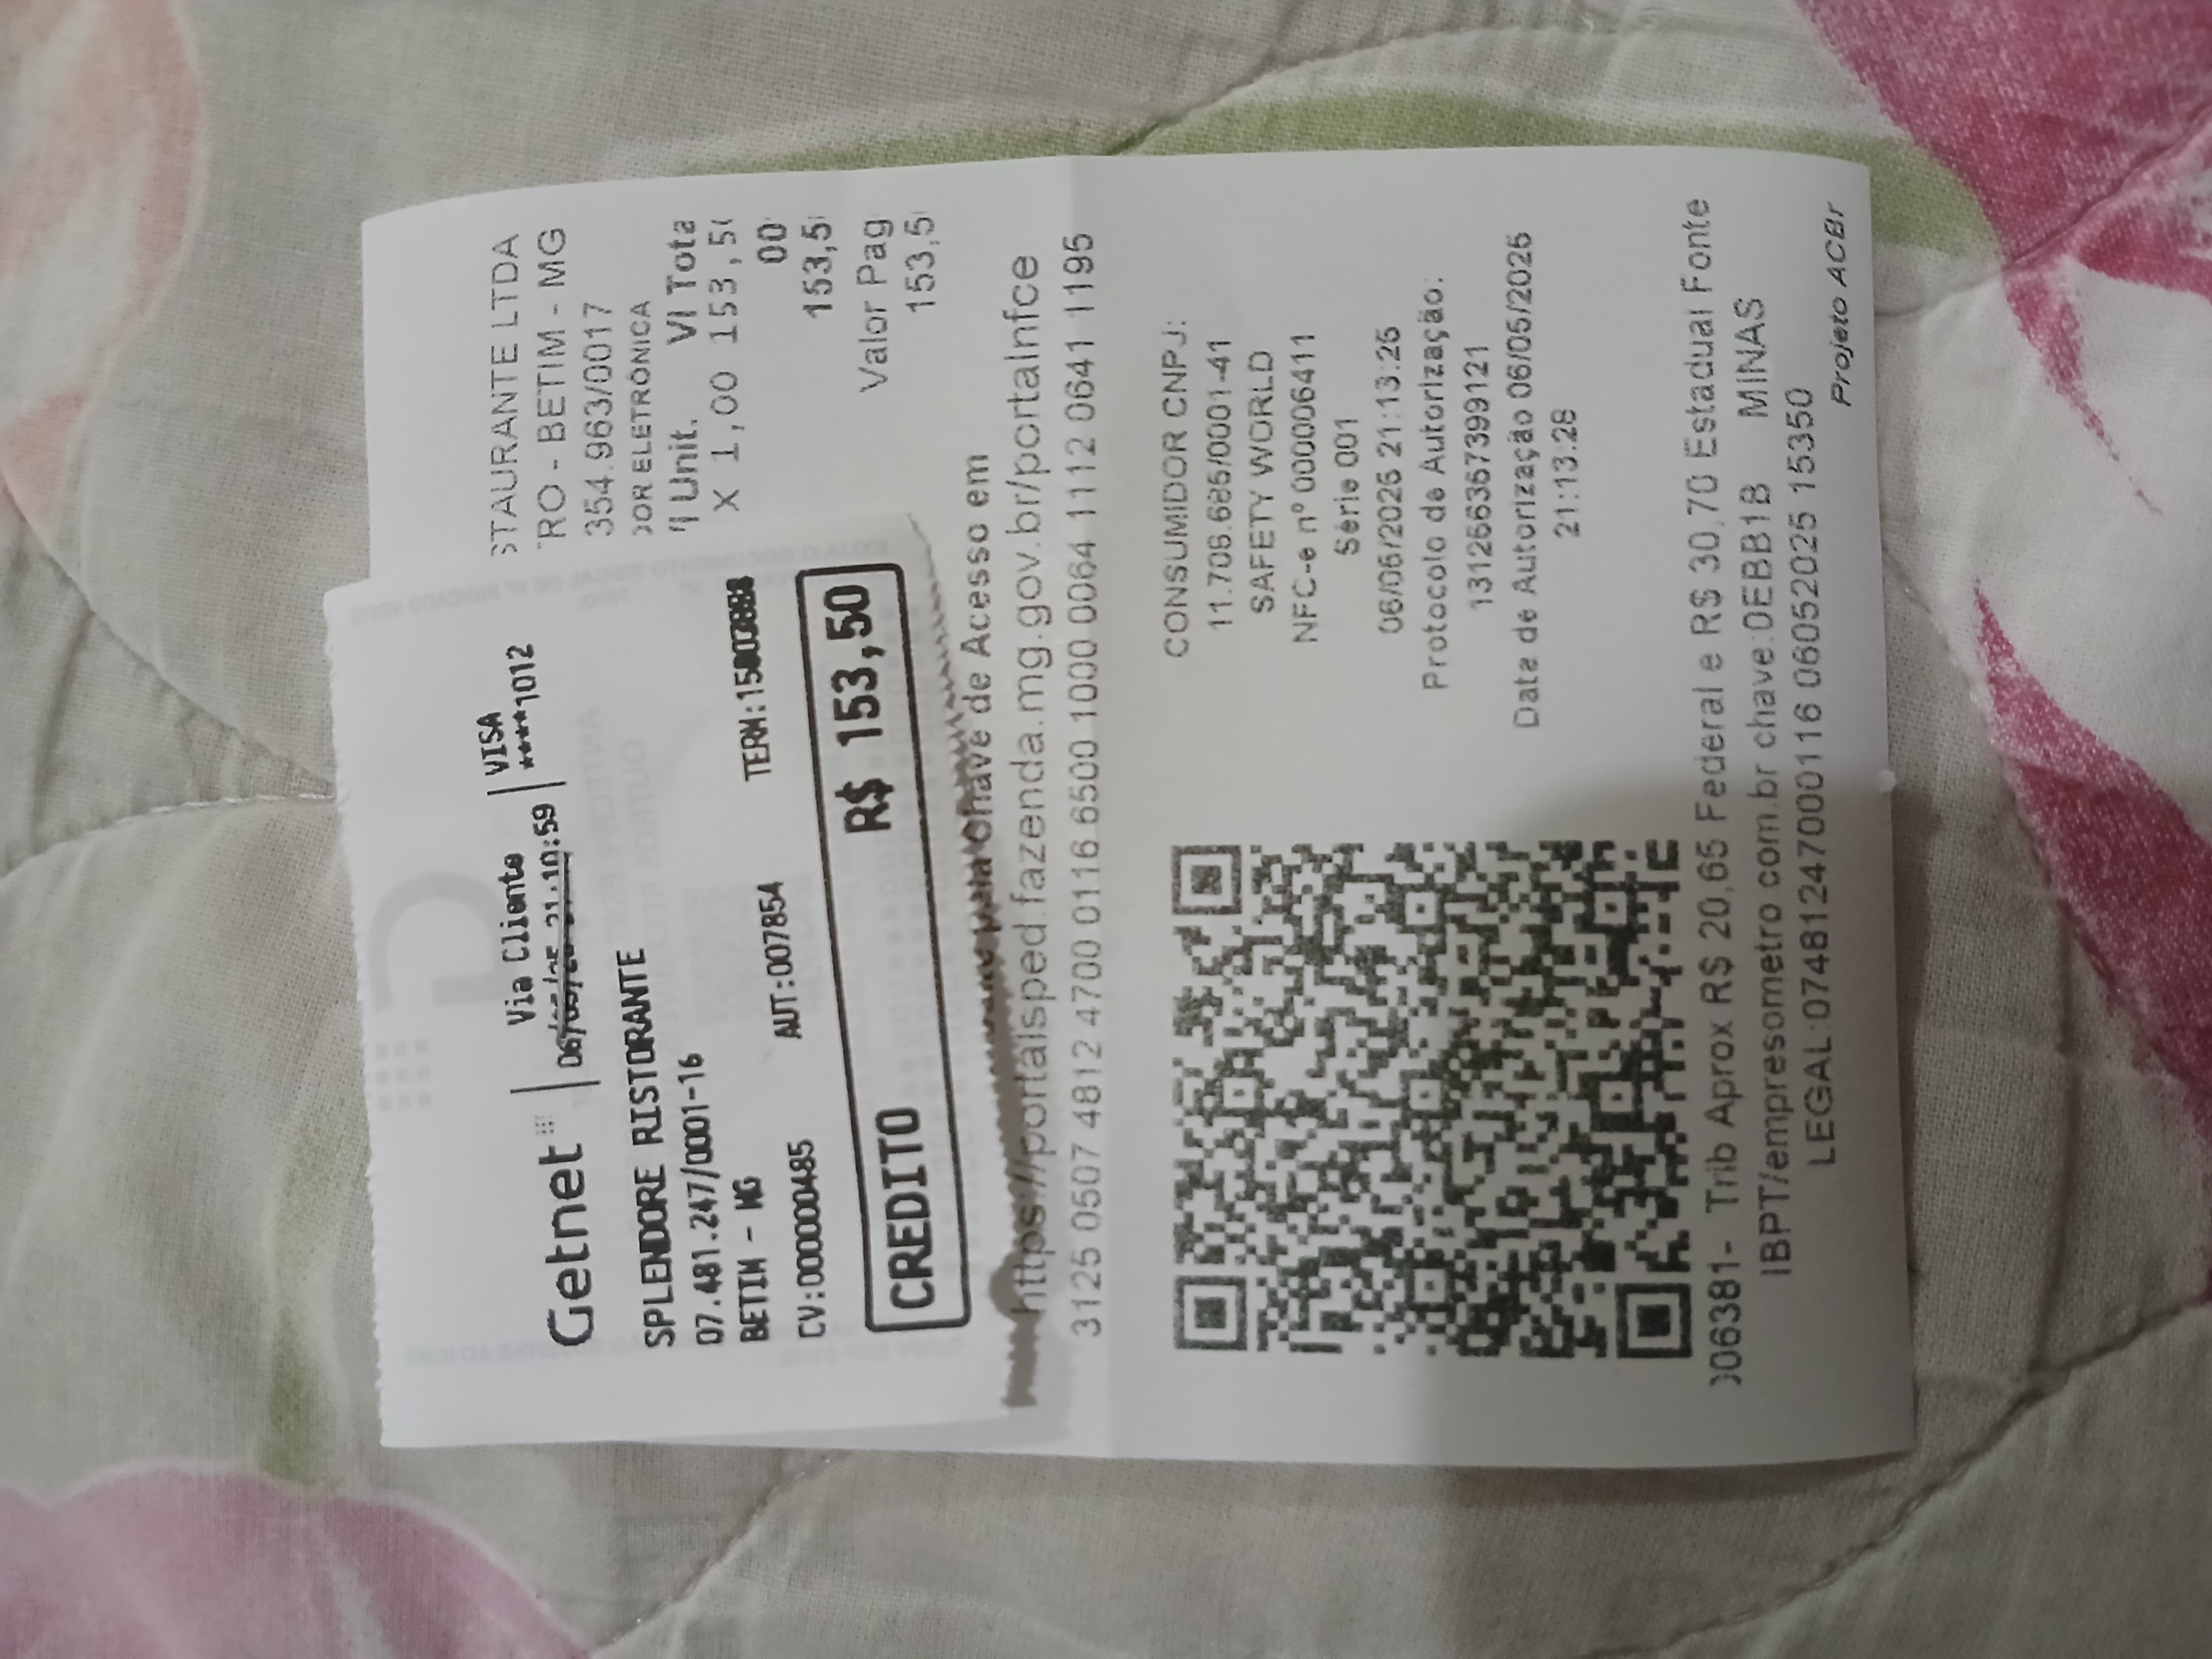 Getnet
Via Cliente
VISA
21:10:59
****1012
SPLENDORE RISTORANTE
07.481.247/0001-16
BETIM - MG
CV:000000485 AUT:007854
CREDITO R$ 153,50
STAURANTE LTDA
RO - BETIM - MG
354.963/0017
DOR ELETRÔNICA
Vl Unit. Vl Tota
X 1,00 153,5
00
153,5
Valor Pag
153,5
Chave de Acesso em
https://portalsped.fazenda.mg.gov.br/portalnfce
3125 0507 4812 4700 0116 6500 1000 0064 1112 0641 1195
CONSUMIDOR CNPJ:
11.708.685/0001-41
SAFETY WORLD
NFC-e nº 000006411
Série 001
06/05/2025 21:13:25
Protocolo de Autorização:
131256357399121
Data de Autorização 06/05/2025
21:13:28
06381- Trib Aprox R$ 20,65 Federal e R$ 30,70 Estadual Fonte
IBPT/empresometro.com.br chave:0EBB1B MINAS
LEGAL:07481247000116 06052025 15350
Projeto ACBr